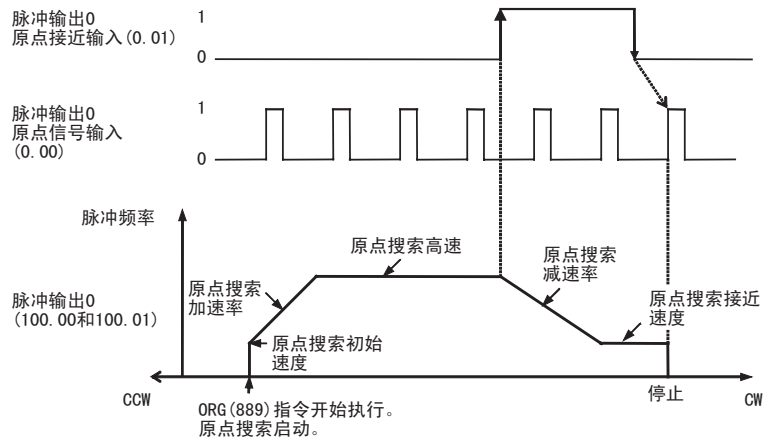 脉冲输出0
原点接近输入(0.01)
1
0
脉冲输出0
原点信号输入
(0.00)
1
0
脉冲频率
原点搜索高速
原点搜索
减速率
原点搜索
加速率
原点搜索接近
速度
脉冲输出0
(100.00和100.01)
原点搜索初始
速度
CCW
停止
CW
ORG(889)指令开始执行。
原点搜索启动。